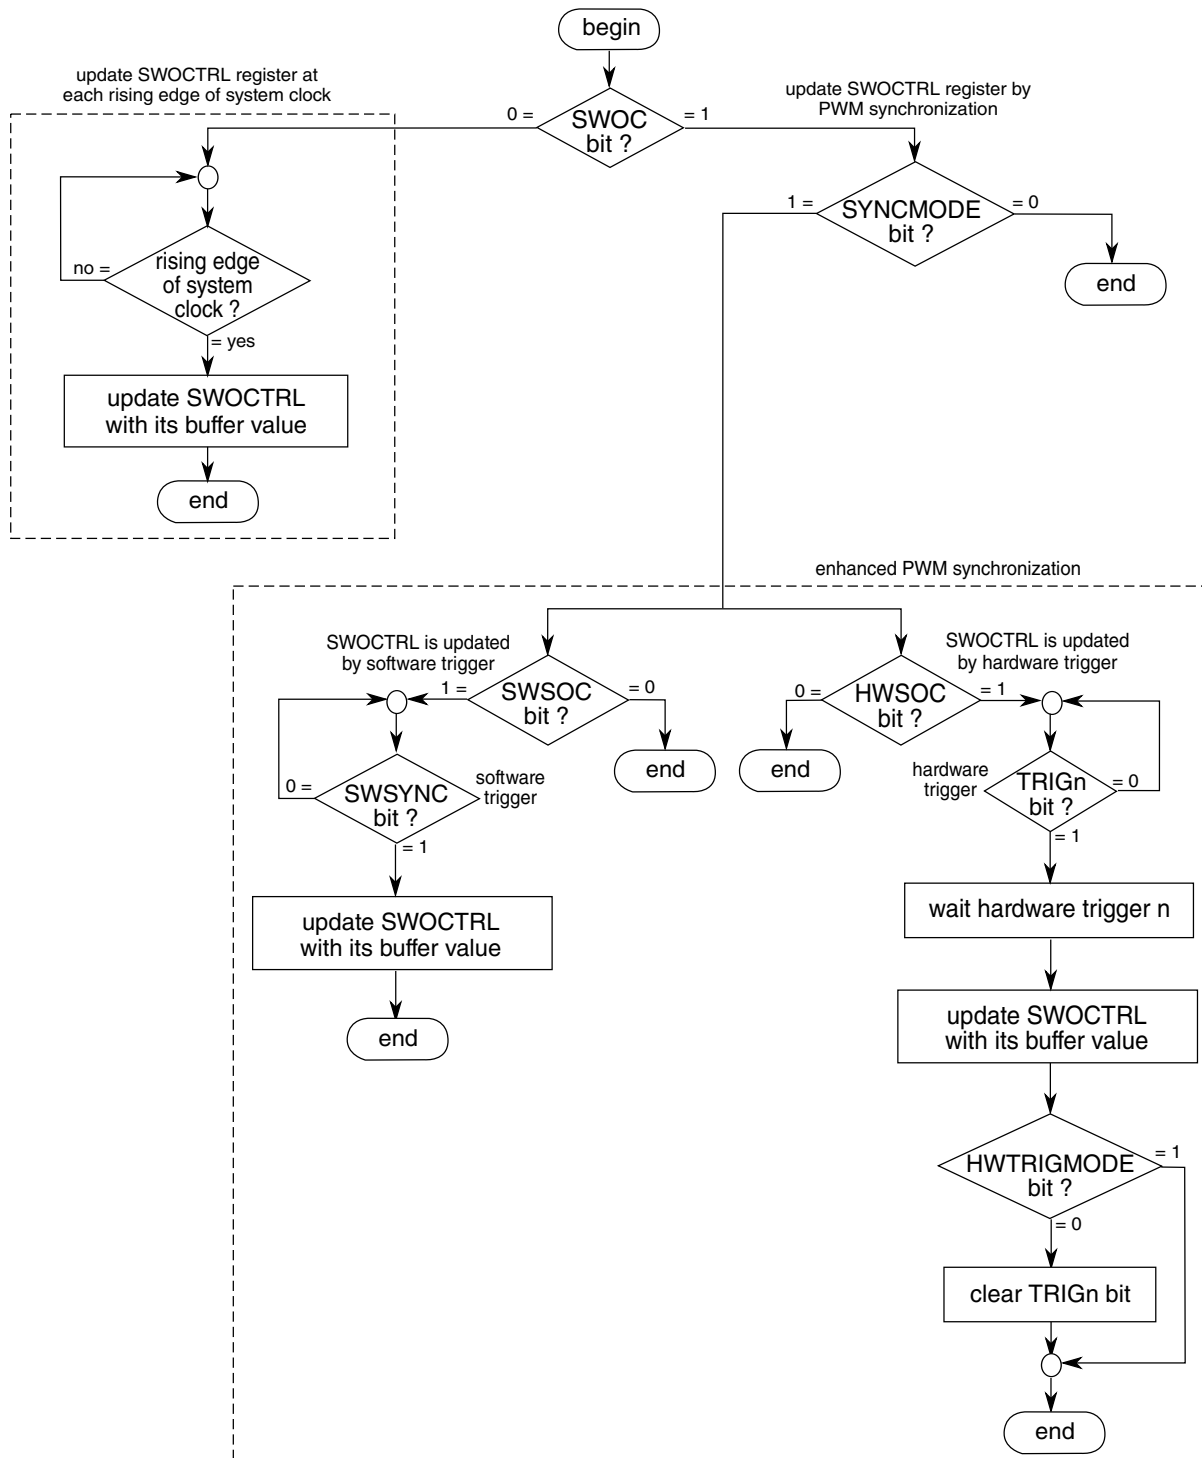 begin
update SWOCTRL register at
each rising edge of system clock
update SWOCTRL register by
PWM synchronization
0 =
SWOC
bit ?
= 1
1 =
SYNCMODE
bit ?
= 0
end
no =
rising edge
of system
clock ?
= yes
update SWOCTRL
with its buffer value
end
enhanced PWM synchronization
SWOCTRL is updated
by software trigger
SWOCTRL is updated
by hardware trigger
1 =
SWSOC
bit ?
= 0
end
0 =
HWSOC
bit ?
= 1
end
0 =
SWSYNC
bit ?
software
trigger
= 1
hardware
trigger
TRIGn
bit ?
= 0
= 1
update SWOCTRL
with its buffer value
end
wait hardware trigger n
update SWOCTRL
with its buffer value
HWTRIGMODE
bit ?
= 1
= 0
clear TRIGn bit
end